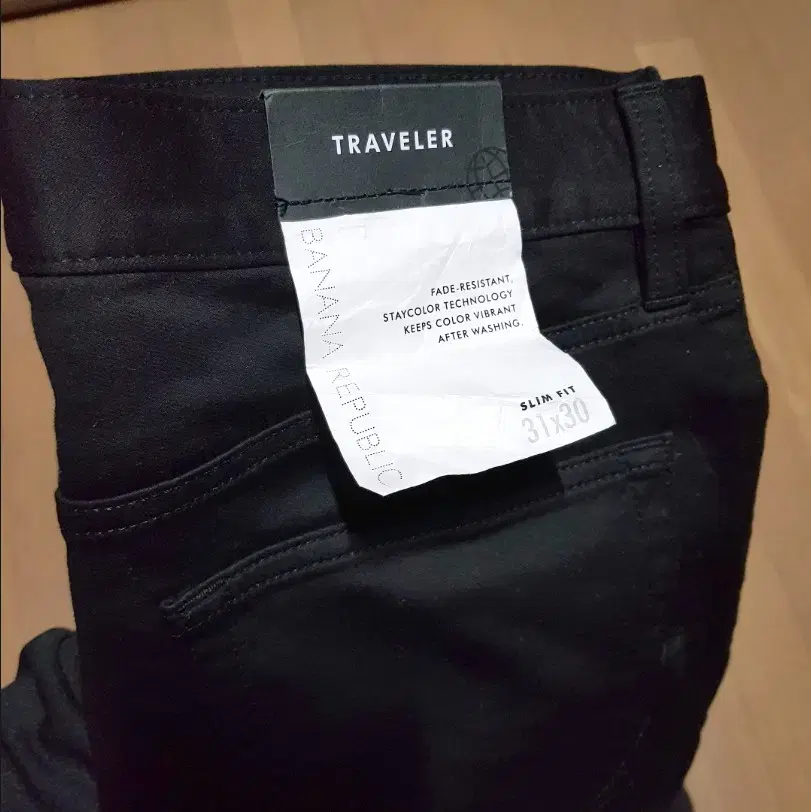 TRAVELER
BANANA REPUBLIC
FADE-RESISTANT,
STAYCOLOR TECHNOLOGY
KEEPS COLOR VIBRANT
AFTER WASHING.
SLIM FIT
31x30